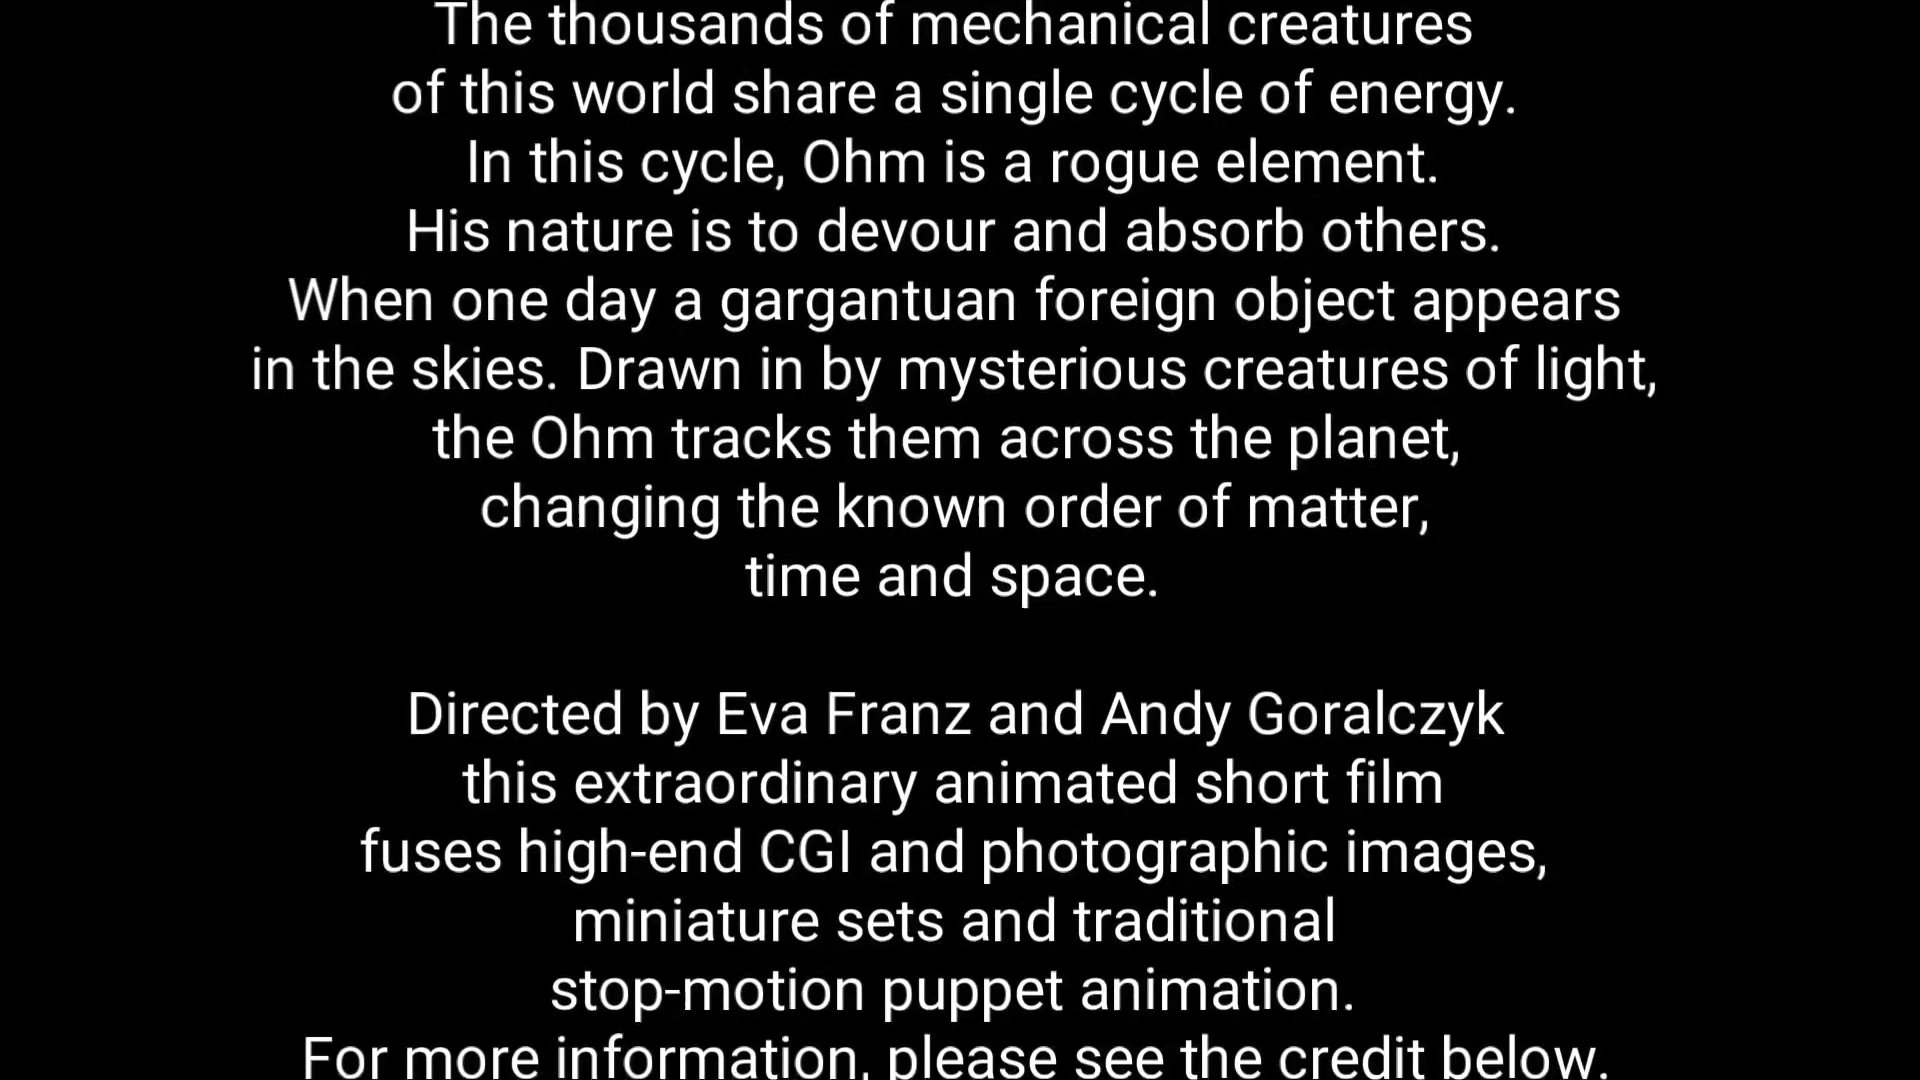 The thousands of mechanical creatures
of this world share a single cycle of energy.
In this cycle, Ohm is a rogue element.
His nature is to devour and absorb others.
When one day a gargantuan foreign object appears
in the skies. Drawn in by mysterious creatures of light,
the Ohm tracks them across the planet,
changing the known order of matter,
time and space.
Directed by Eva Franz and Andy Goralczyk
this extraordinary animated short film
fuses high-end CGI and photographic images,
miniature sets and traditional
stop-motion puppet animation.
For more information, please see the credit below.